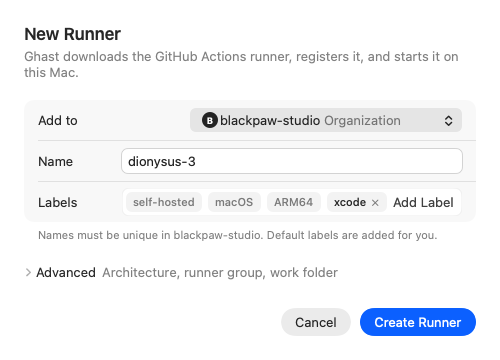 New Runner
Ghast downloads the GitHub Actions runner, registers it, and starts it on
this Mac.
Add to B blackpaw-studio Organization
Name dionysus-3
Labels self-hosted macOS ARM64 xcode × Add Label
Names must be unique in blackpaw-studio. Default labels are added for you.
> Advanced Architecture, runner group, work folder
Cancel Create Runner